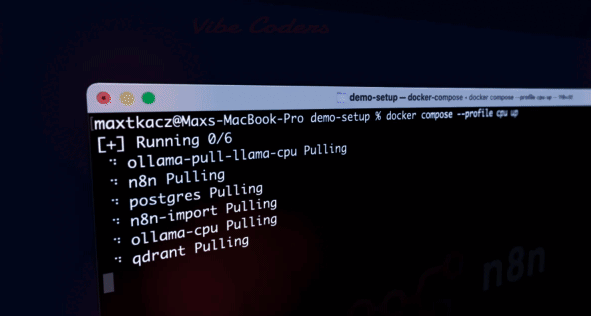 Vibe Coders
demo-setup — docker-compose • docker compose --profile cpu up
maxtkacz@Maxs-MacBook-Pro demo-setup % docker compose --profile cpu up
[+] Running 0/6
⠙ ollama-pull-llama-cpu Pulling
⠙ n8n Pulling
⠙ postgres Pulling
⠙ n8n-import Pulling
⠙ ollama-cpu Pulling
⠙ qdrant Pulling
n8n